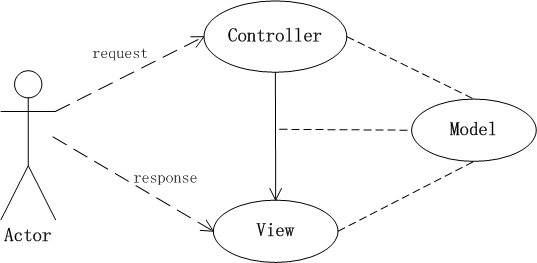 Controller
request
Model
response
View
Actor